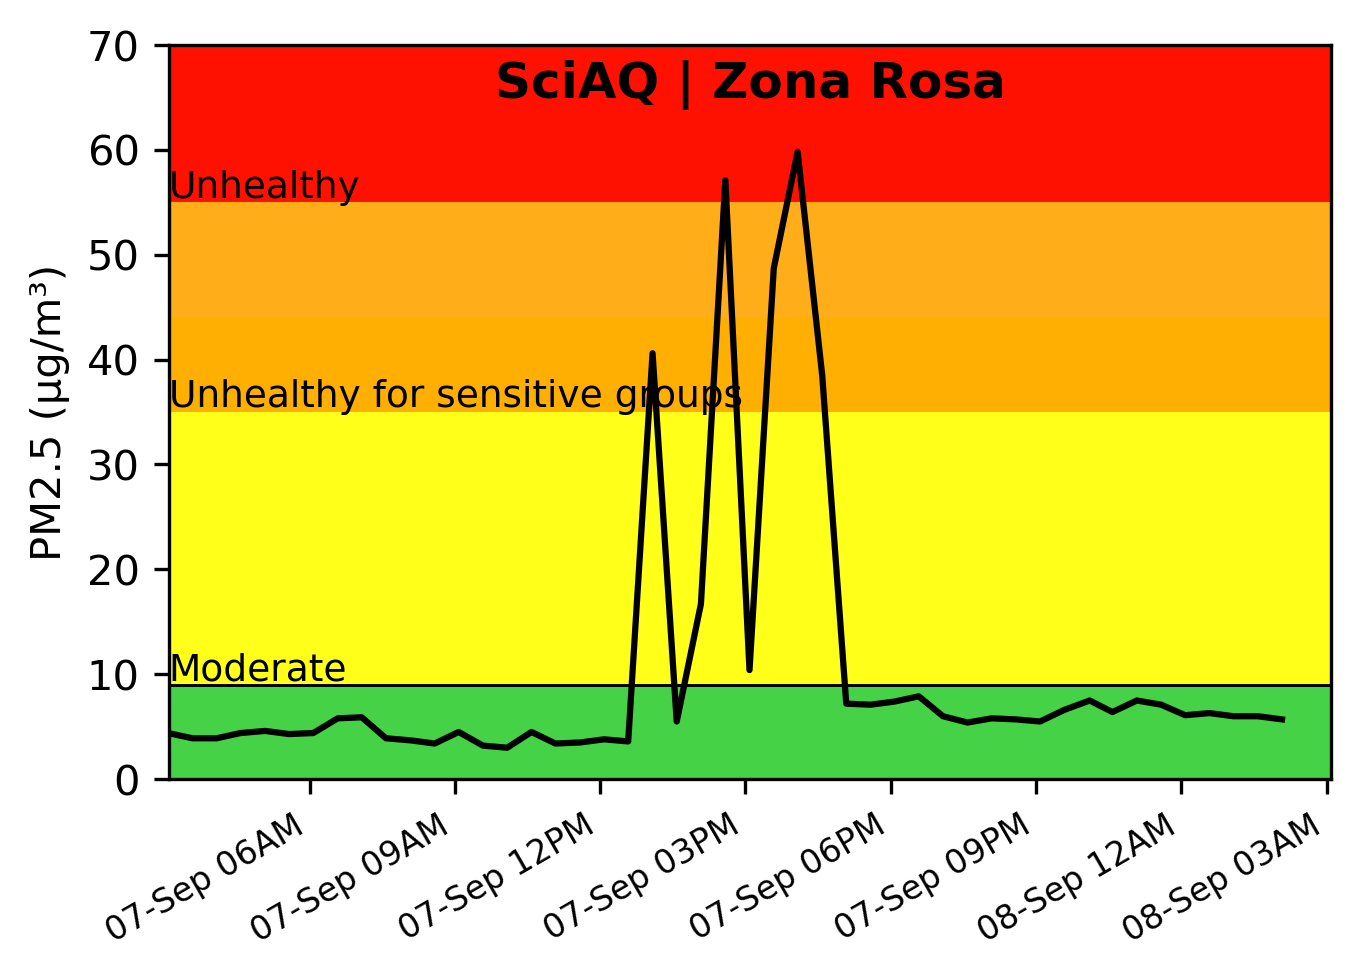 SciAQ | Zona Rosa
PM2.5 (µg/m³)
70
60
50
40
30
20
10
0
Unhealthy
Unhealthy for sensitive groups
Moderate
07-Sep 06AM
07-Sep 09AM
07-Sep 12PM
07-Sep 03PM
07-Sep 06PM
07-Sep 09PM
08-Sep 12AM
08-Sep 03AM